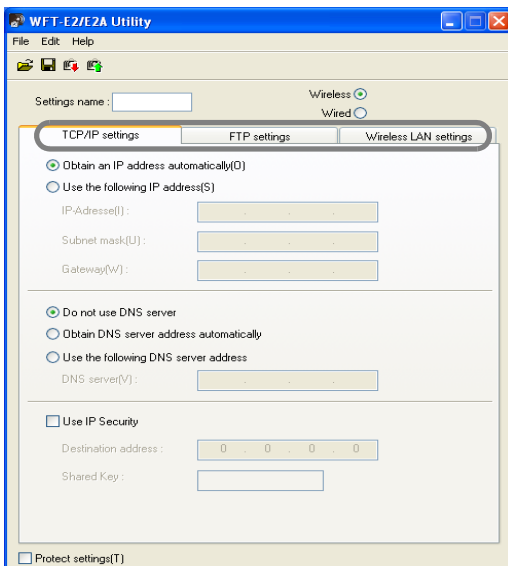 WFT-E2/E2A Utility
File Edit Help
Settings name :
Wireless
Wired
TCP/IP settings FTP settings Wireless LAN settings
Obtain an IP address automatically(O)
Use the following IP address(S)
IP-Adresse(I) :
Subnet mask(U) :
Gateway(W) :
Do not use DNS server
Obtain DNS server address automatically
Use the following DNS server address
DNS server(V) :
Use IP Security
Destination address : 0 . 0 . 0 . 0
Shared Key :
Protect settings(T)